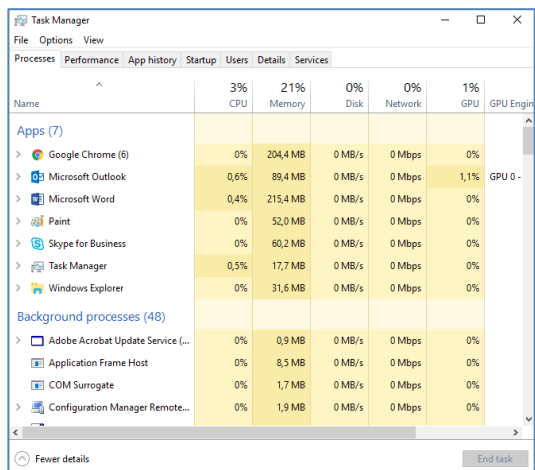 Task Manager
File Options View
Processes Performance App history Startup Users Details Services
3% 21% 0% 0% 1%
Name CPU Memory Disk Network GPU GPU Engin
Apps (7)
Google Chrome (6) 0% 204,4 MB 0 MB/s 0 Mbps 0%
Microsoft Outlook 0,6% 89,4 MB 0 MB/s 0 Mbps 1,1% GPU 0 -
Microsoft Word 0,4% 215,4 MB 0 MB/s 0 Mbps 0%
Paint 0% 52,0 MB 0 MB/s 0 Mbps 0%
Skype for Business 0% 60,2 MB 0 MB/s 0 Mbps 0%
Task Manager 0,5% 17,7 MB 0 MB/s 0 Mbps 0%
Windows Explorer 0% 31,6 MB 0 MB/s 0 Mbps 0%
Background processes (48)
Adobe Acrobat Update Service (... 0% 0,9 MB 0 MB/s 0 Mbps 0%
Application Frame Host 0% 8,5 MB 0 MB/s 0 Mbps 0%
COM Surrogate 0% 1,7 MB 0 MB/s 0 Mbps 0%
Configuration Manager Remote... 0% 1,9 MB 0 MB/s 0 Mbps 0%
Fewer details End task